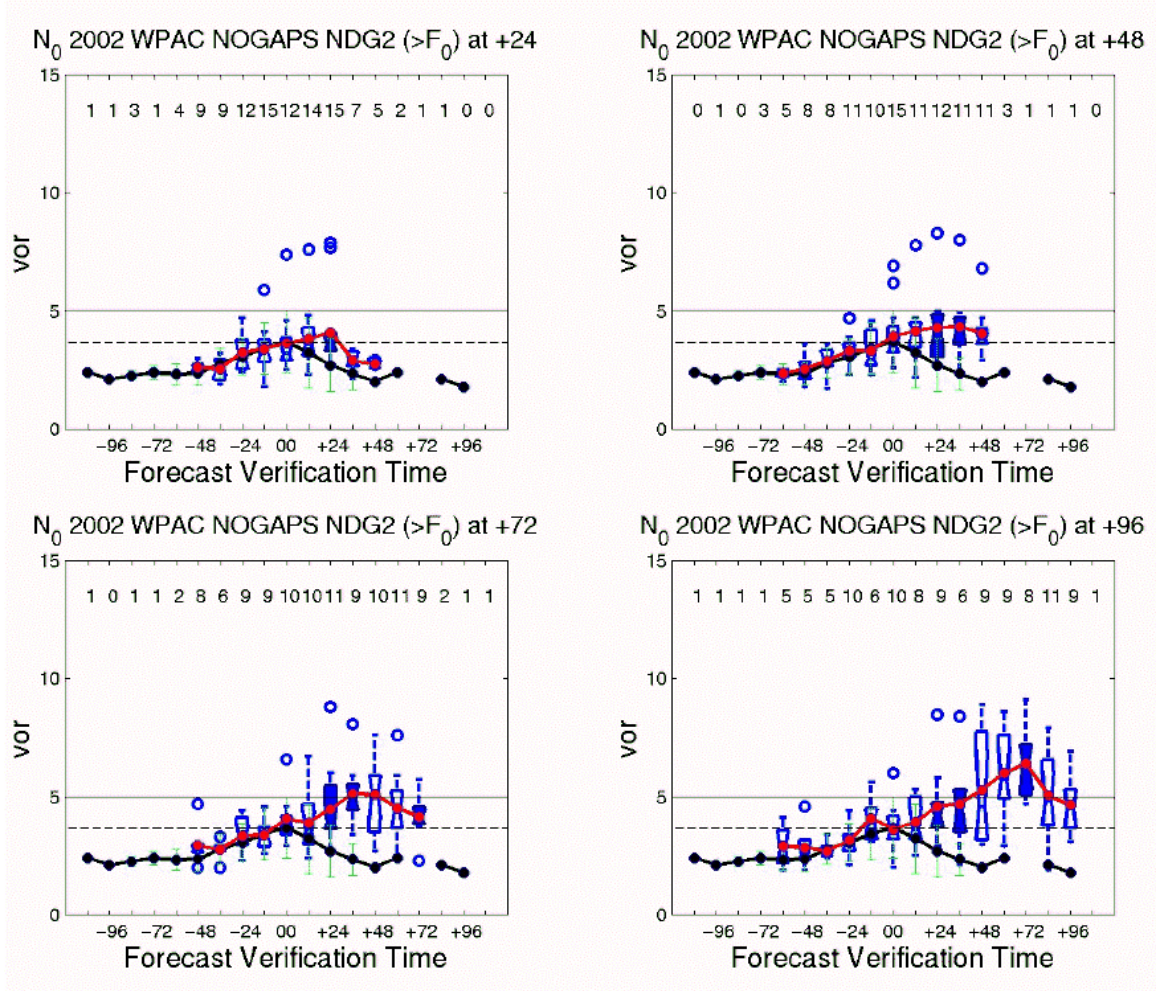 N0 2002 WPAC NOGAPS NDG2 (>F0) at +24
15
1 1 3 1 4 9 9 12 15 12 14 15 7 5 2 1 1 0 0
10
vor
5
0
−96 −72 −48 −24 00 +24 +48 +72 +96
Forecast Verification Time
N0 2002 WPAC NOGAPS NDG2 (>F0) at +48
15
0 1 0 3 5 8 8 11 10 15 11 12 11 11 3 1 1 1 0
10
vor
5
0
−96 −72 −48 −24 00 +24 +48 +72 +96
Forecast Verification Time
N0 2002 WPAC NOGAPS NDG2 (>F0) at +72
15
1 0 1 1 2 8 6 9 9 10 10 11 9 10 11 9 2 1 1
10
vor
5
0
−96 −72 −48 −24 00 +24 +48 +72 +96
Forecast Verification Time
N0 2002 WPAC NOGAPS NDG2 (>F0) at +96
15
1 1 1 1 5 5 5 10 6 10 8 9 6 9 9 8 11 9 1
10
vor
5
0
−96 −72 −48 −24 00 +24 +48 +72 +96
Forecast Verification Time